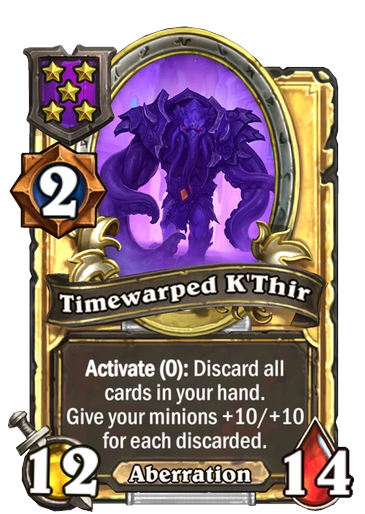 2
Timewarped K'Thir
Activate (0): Discard all
cards in your hand.
Give your minions +10/+10
for each discarded.
12
Aberration
14